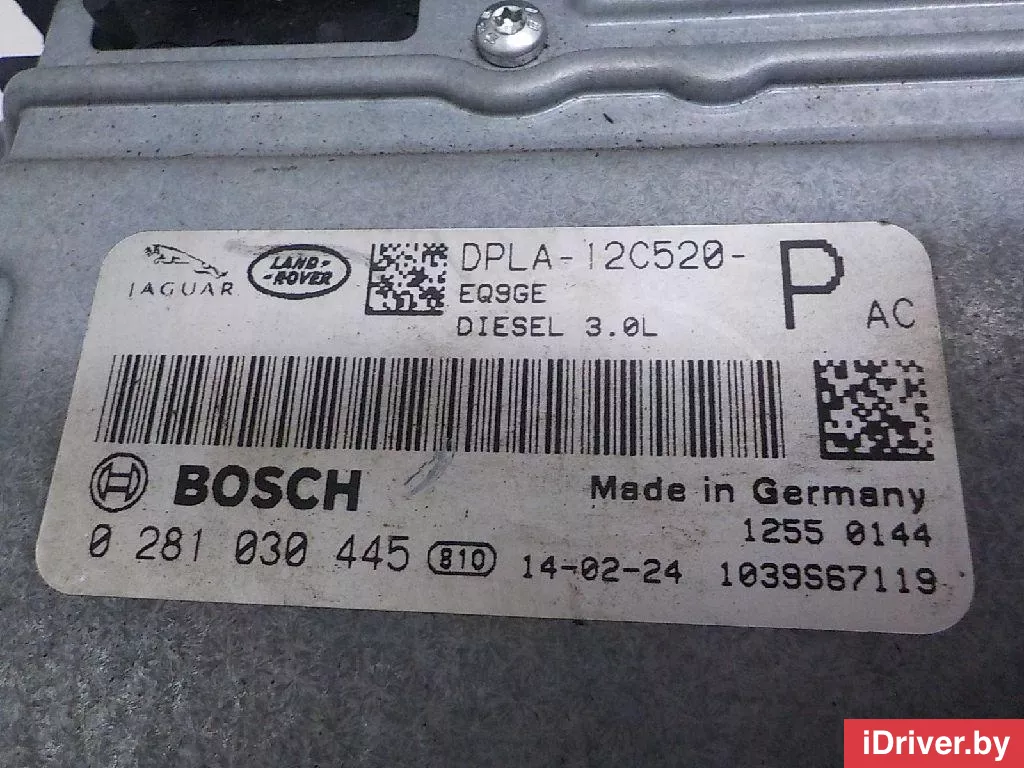 JAGUAR
LAND-
-ROVER
DPLA-12C520-
P
AC
EQ9GE
DIESEL 3.0L
BOSCH
Made in Germany
1255 0144
0 281 030 445 810 14-02-24 1039S67119
iDriver.by